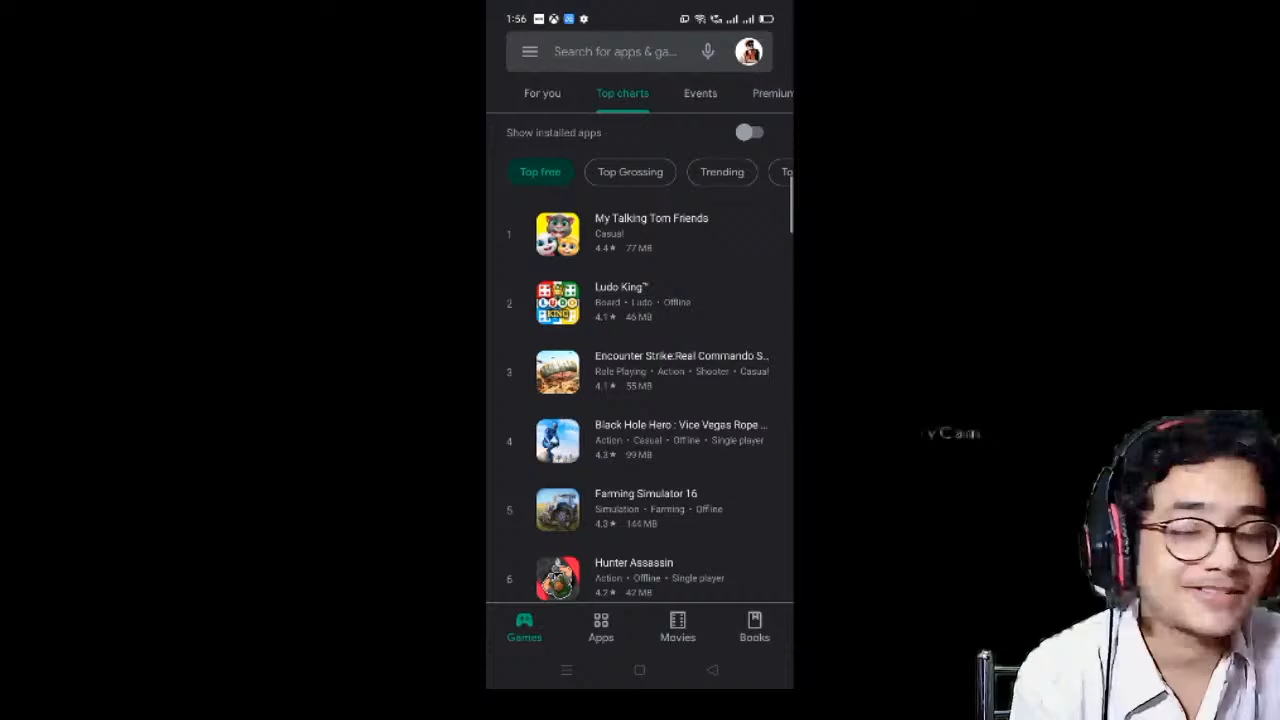 1:56
Search for apps & ga...
For you Top charts Events Premium
Show installed apps
Top free Top Grossing Trending To
1
My Talking Tom Friends
Casual
4.4★ 77 MB
2
LUDO
KING
Ludo King™
Board • Ludo • Offline
4.1★ 46 MB
3
Encounter Strike:Real Commando S..
Role Playing • Action • Shooter • Casual
4.1★ 55 MB
4
Black Hole Hero : Vice Vegas Rope ...
Action • Casual • Offline • Single player
4.3★ 99 MB
5
Farming Simulator 16
Simulation • Farming • Offline
4.3★ 144 MB
6
Hunter Assassin
Action • Offline • Single player
4.2★ 42 MB
Games Apps Movies Books
yCam